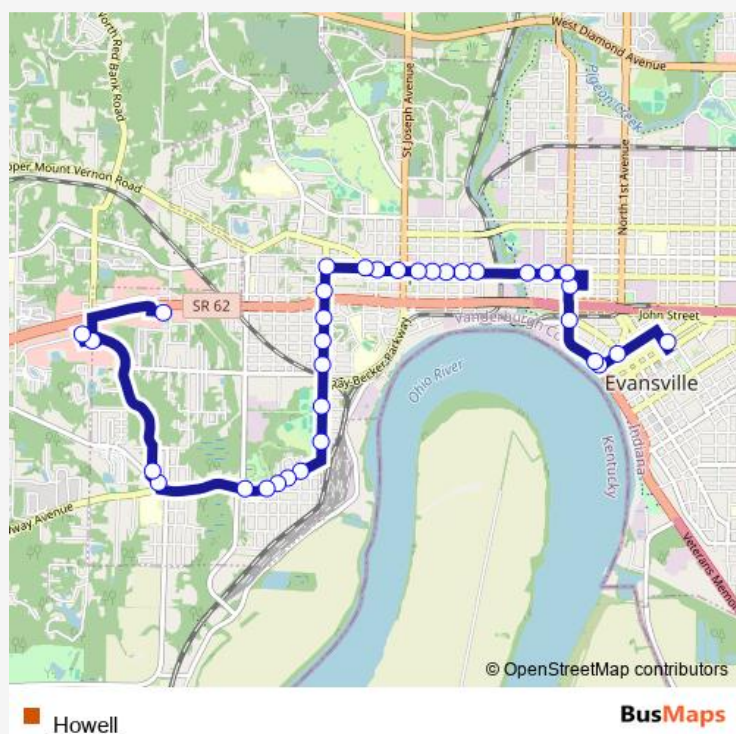 West Diamond Avenue
North Red Bank Road
St Joseph Avenue
Pigeon Creek
North 1st Avenue
per Mount Vernon Road
SR 62
John Street
Vanderburgh Co
Ray Becker Parkway
Ohio River
Evansville
Indiana
Kentucky
way Avenue
Veterans Memo
© OpenStreetMap contributors
Howell
BusMaps